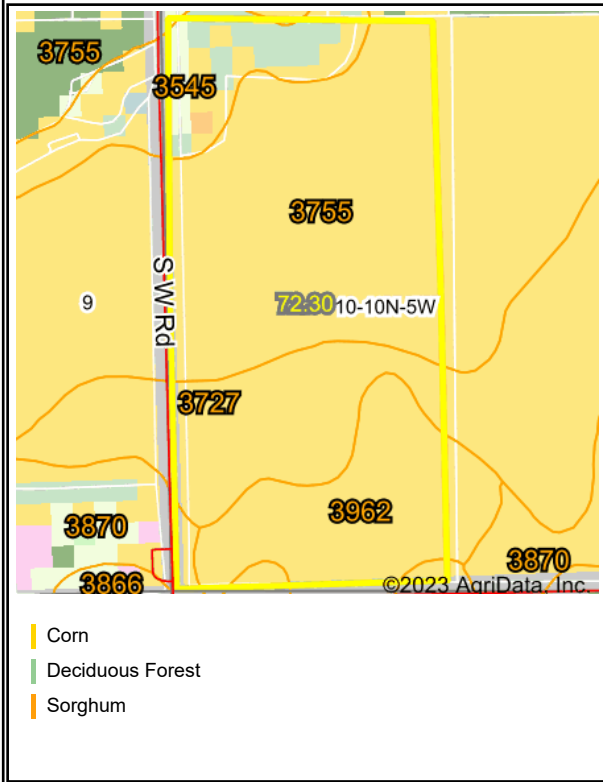 3755
3545
3755
S W Rd
9
72.30
10-10N-5W
3727
3962
3870
3870
3866
©2023 AgriData, Inc.
Corn
Deciduous Forest
Sorghum